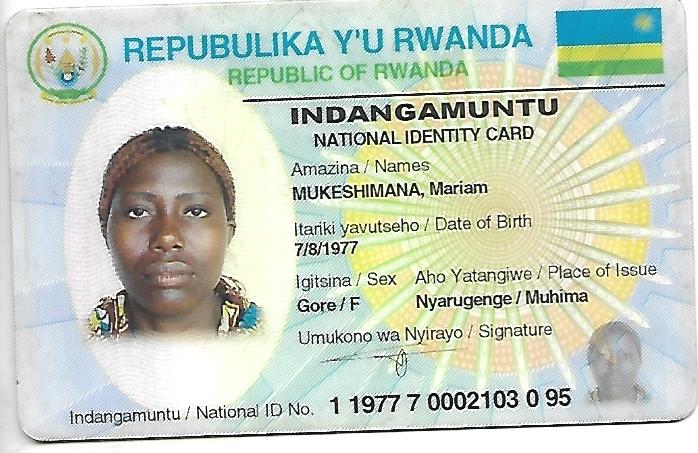 REPUBULIKA Y'U RWANDA
REPUBLIC OF RWANDA
INDANGAMUNTU
NATIONAL IDENTITY CARD
Amazina / Names
MUKESHIMANA, Mariam
Itariki yavutseho / Date of Birth
7/8/1977
Igitsina / Sex Aho Yatangiwe / Place of Issue
Gore / F Nyarugenge / Muhima
Umukono wa Nyirayo / Signature
Indangamuntu / National ID No. 1 1977 7 0002103 0 95